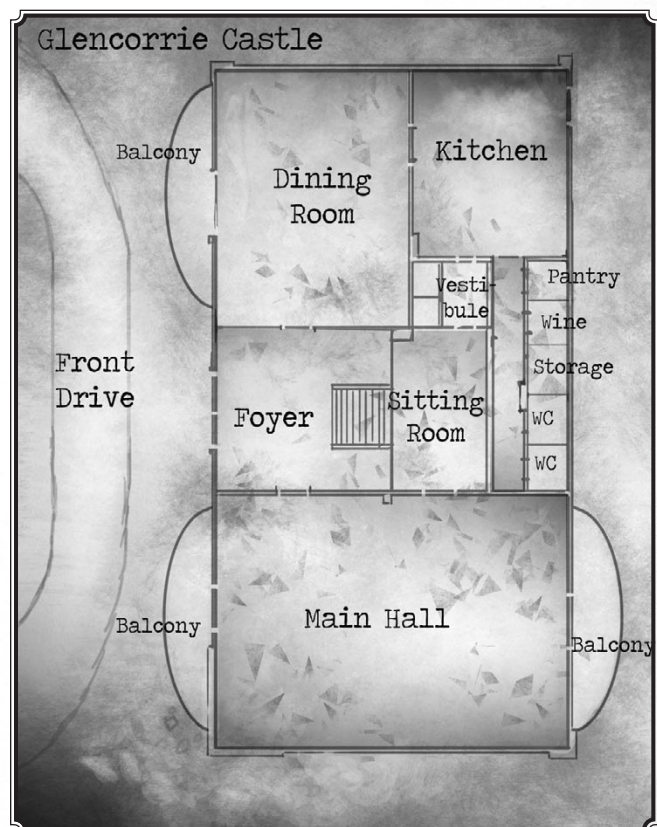 Glencorrie Castle
Balcony
Kitchen
Dining
Room
Vesti-
bule
Pantry
Wine
Storage
Front
Drive
Foyer
Sitting
Room
WC
WC
Main Hall
Balcony
Balcony